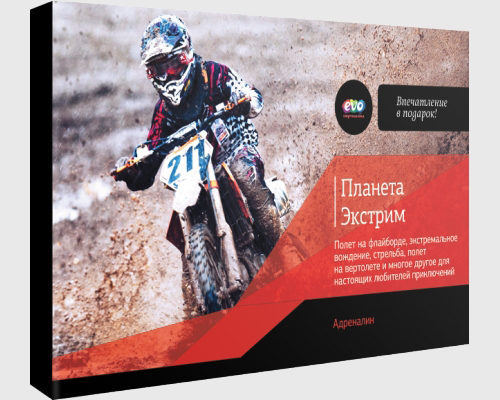 evo
Впечатление
в подарок!
211
Планета
Экстрим
Полет на флайборде, экстремальное
вождение, стрельба, полет
на вертолете и многое другое для
настоящих любителей приключений
Адреналин